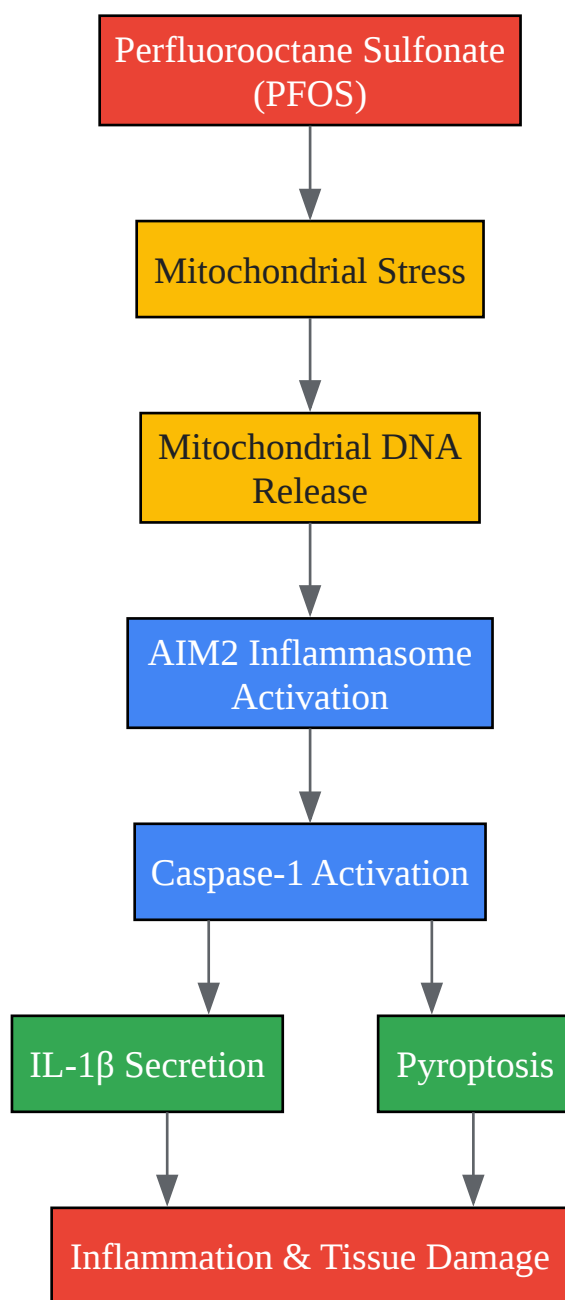 Perfluorooctane Sulfonate
(PFOS)
Mitochondrial Stress
Mitochondrial DNA
Release
AIM2 Inflammasome
Activation
Caspase-1 Activation
IL-1β Secretion
Pyroptosis
Inflammation & Tissue Damage